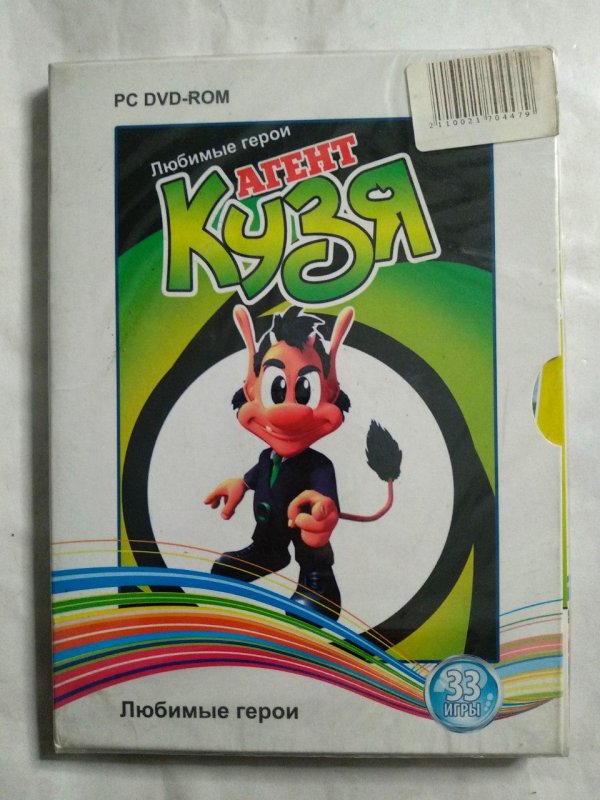 PC DVD-ROM
2110021704479
Любимые герои
АГЕНТ
Кузя
33
ИГРЫ
Любимые герои